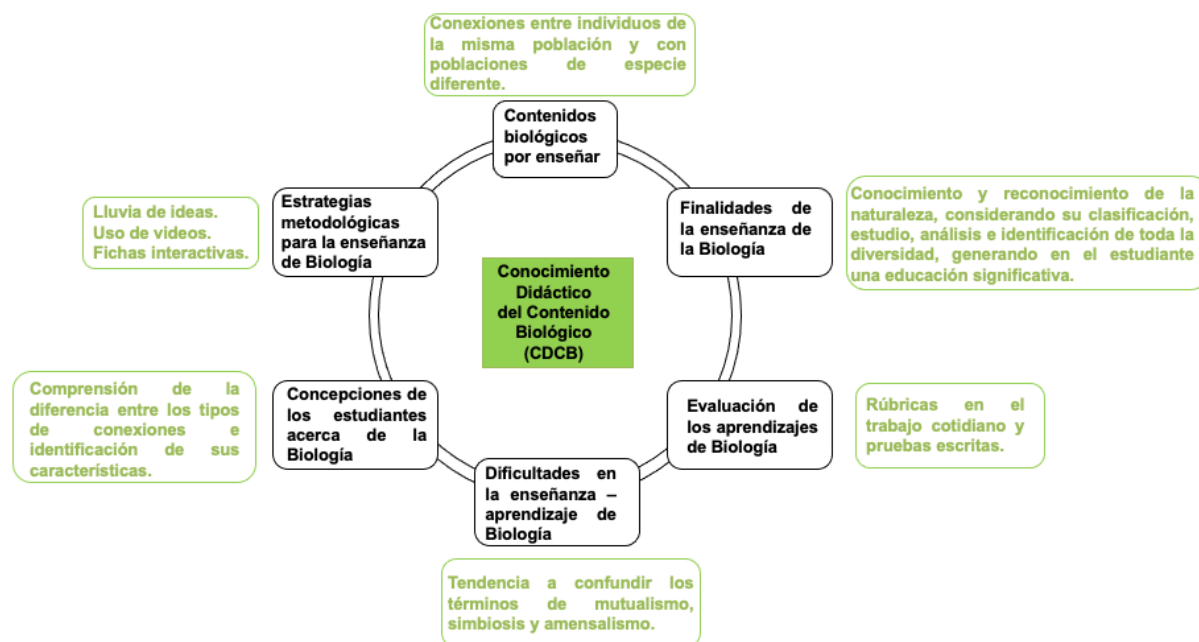 Conexiones entre individuos de
la misma población y con
poblaciones de especie
diferente.
Contenidos
biológicos
por enseñar
Lluvia de ideas.
Uso de videos.
Fichas interactivas.
Estrategias
metodológicas
para la enseñanza
de Biología
Finalidades de
la enseñanza de
la Biología
Conocimiento y reconocimiento de la
naturaleza, considerando su clasificación,
estudio, análisis e identificación de toda la
diversidad, generando en el estudiante
una educación significativa.
Conocimiento
Didáctico
del Contenido
Biológico
(CDCB)
Comprensión de la
diferencia entre los tipos
de conexiones e
identificación de sus
características.
Concepciones de
los estudiantes
acerca de la
Biología
Evaluación de
los aprendizajes
de Biología
Rúbricas en el
trabajo cotidiano y
pruebas escritas.
Dificultades en
la enseñanza –
aprendizaje de
Biología
Tendencia a confundir los
términos de mutualismo,
simbiosis y amensalismo.